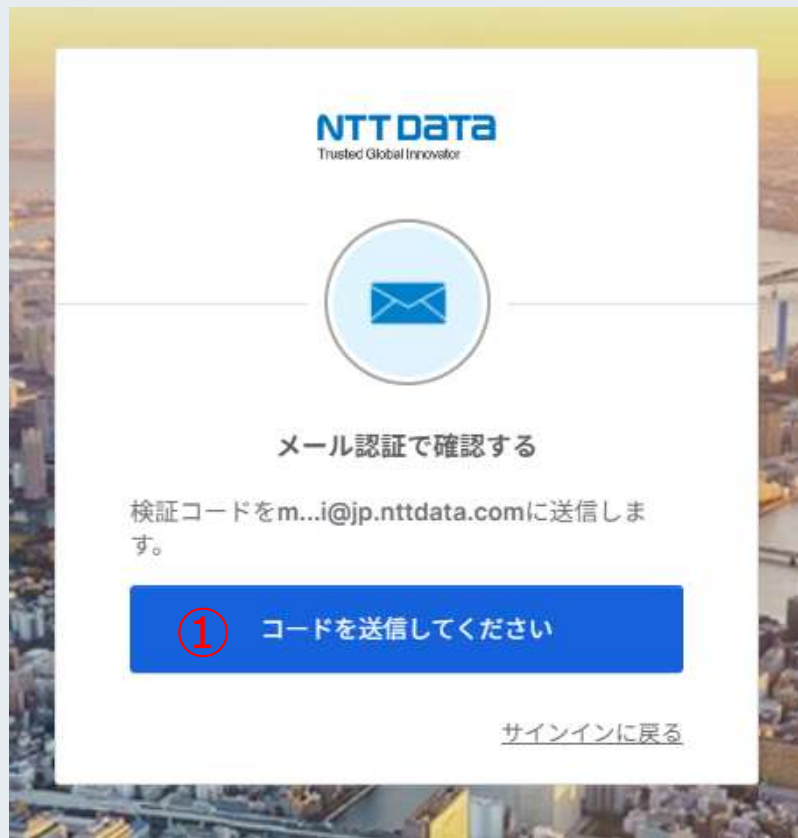 NTT DATA
Trusted Global Innovator
メール認証で確認する
検証コードをm...i@jp.nttdata.comに送信しま
す。
① コードを送信してください
サインインに戻る